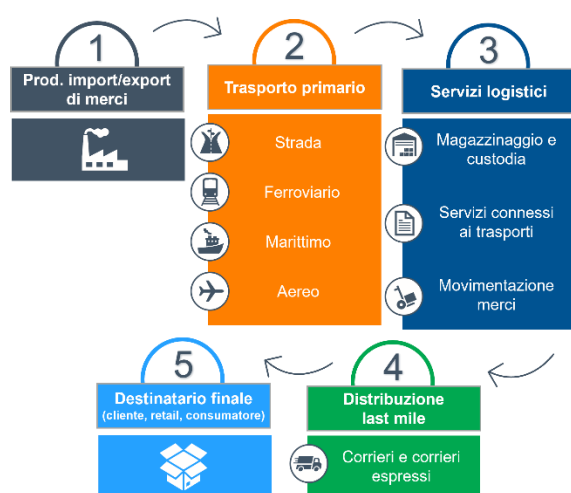 1
Prod. import/export
di merci
2
Trasporto primario
Strada
Ferroviario
Marittimo
Aereo
3
Servizi logistici
Magazzinaggio e
custodia
Servizi connessi
ai trasporti
Movimentazione
merci
4
Distribuzione
last mile
Corrieri e corrieri
espressi
5
Destinatario finale
(cliente, retail, consumatore)